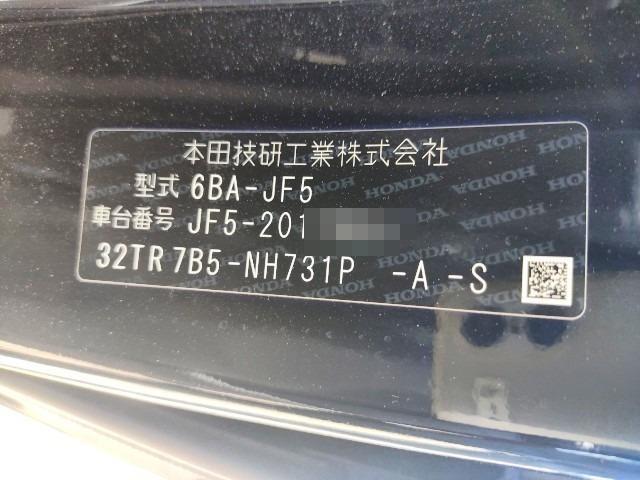 本田技研工業株式会社
型式 6BA-JF5
車台番号 JF5-201
32TR 7B5-NH731P -A -S